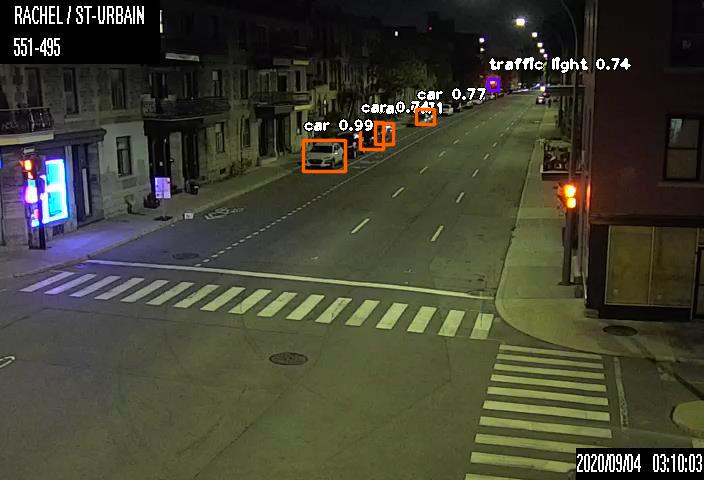 RACHEL / ST-URBAIN
551-495
traffic light 0.74
car 0.77
car 0.99
2020/09/04 03:10:03